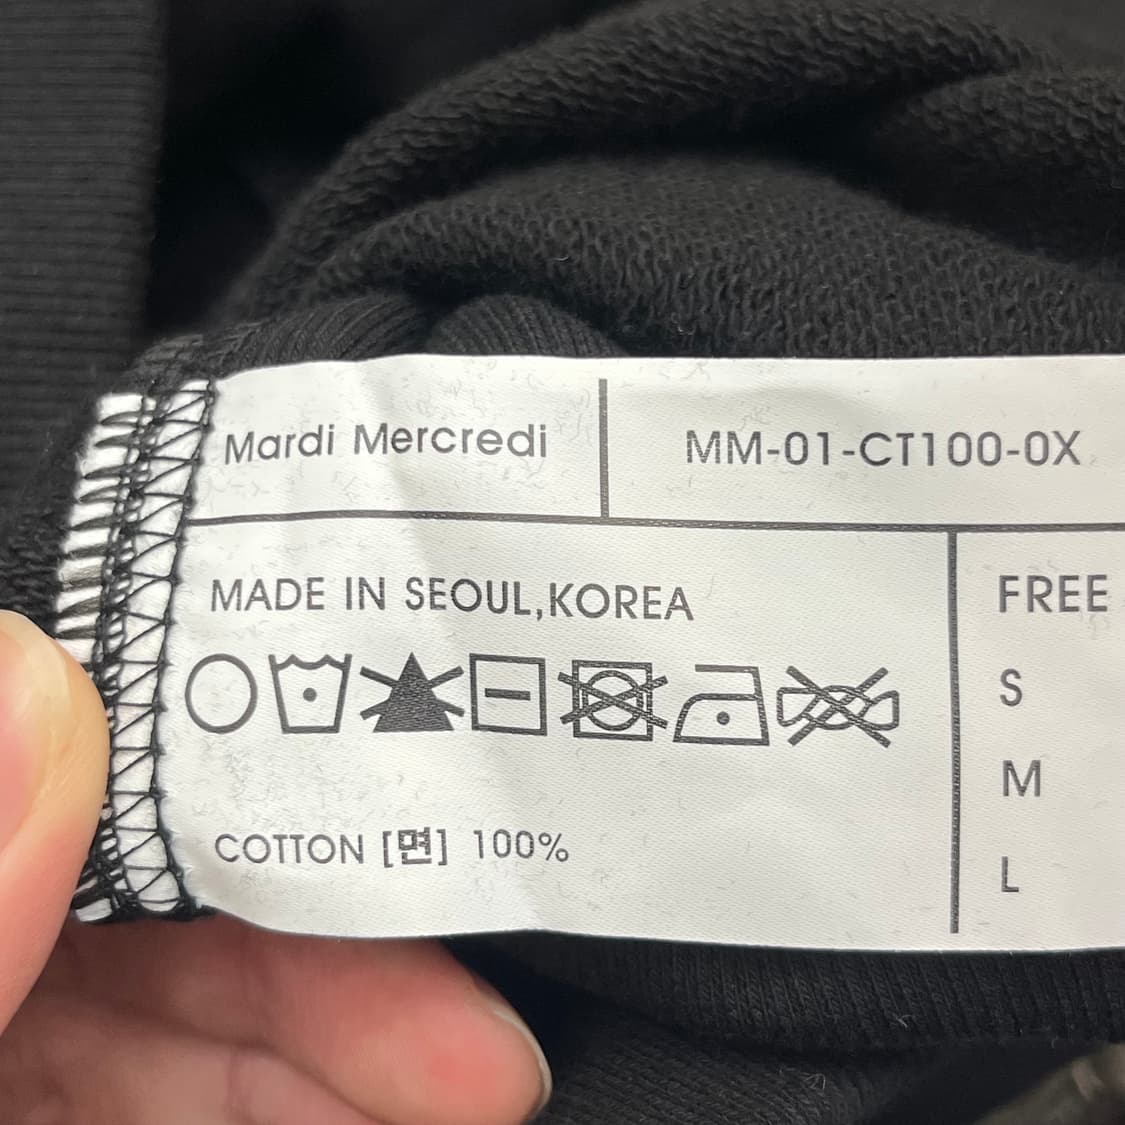 Mardi Mercredi
MM-01-CT100-0X
MADE IN SEOUL,KOREA
FREE
S
M
L
COTTON [면] 100%